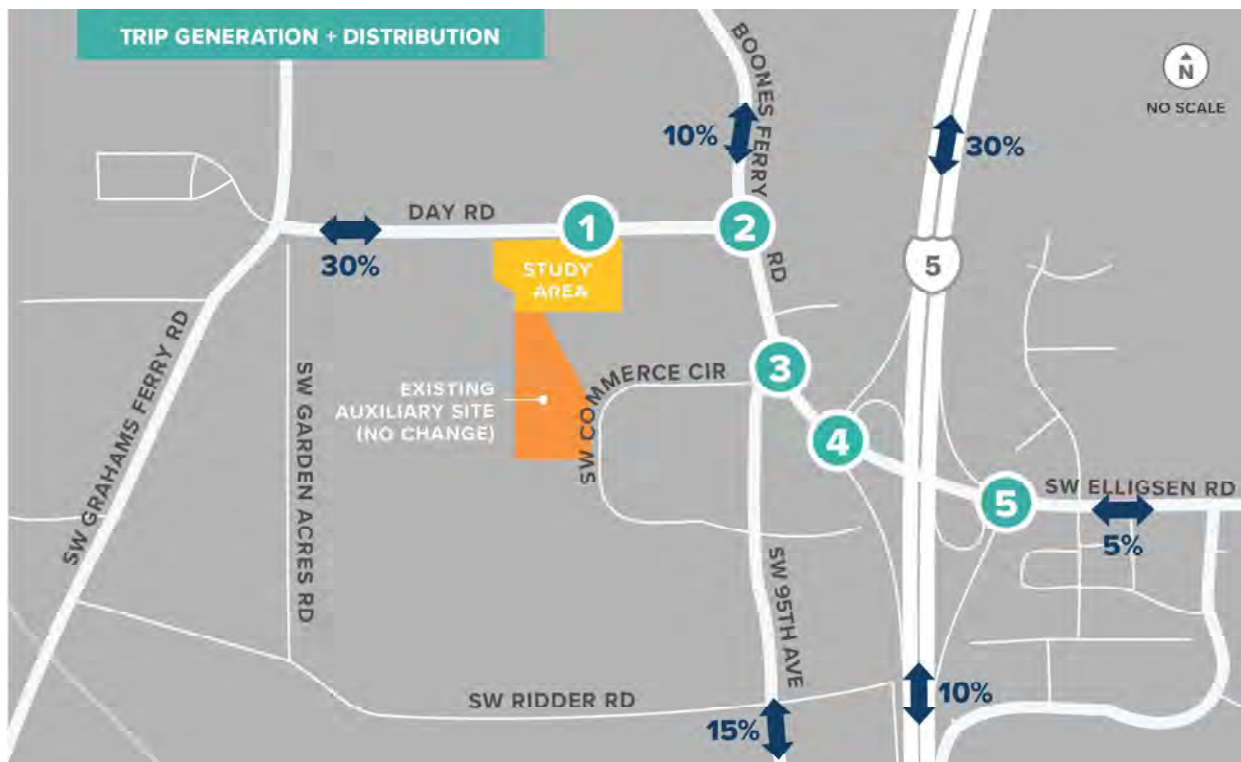 TRIP GENERATION + DISTRIBUTION
BOONES FERRY RD
N
NO SCALE
10%
30%
DAY RD
1
2
30%
STUDY
AREA
5
SW GRAHAMS FERRY RD
SW GARDEN ACRES RD
EXISTING
AUXILIARY SITE
(NO CHANGE)
SW COMMERCE CIR
3
4
5
SW ELLIGSEN RD
5%
SW 95TH AVE
SW RIDDER RD
15%
10%